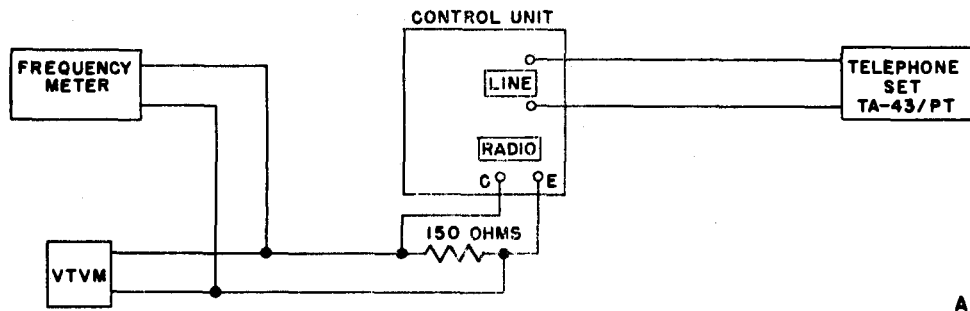 CONTROL UNIT
FREQUENCY
METER
LINE
TELEPHONE
SET
TA-43/PT
RADIO
C
E
150 OHMS
VTVM
A